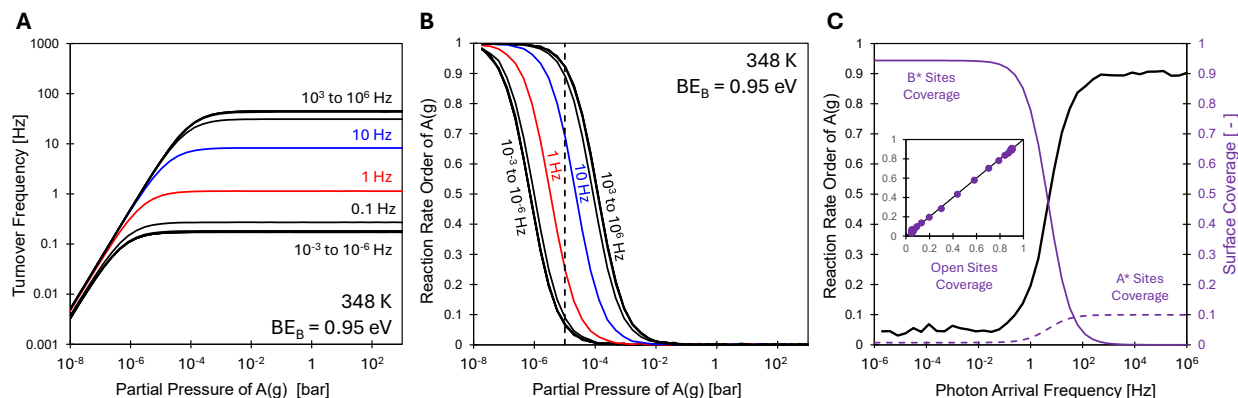 A
Turnover Frequency [Hz]
1000
100
10
1
0.1
0.01
0.001
10⁻⁸
10⁻⁶
10⁻⁴
10⁻²
1
10²
Partial Pressure of A(g) [bar]
10³ to 10⁶ Hz
10 Hz
1 Hz
0.1 Hz
10⁻³ to 10⁻⁶ Hz
348 K
BE_B = 0.95 eV
B
Reaction Rate Order of A(g)
1
0.9
0.8
0.7
0.6
0.5
0.4
0.3
0.2
0.1
0
10⁻⁸
10⁻⁶
10⁻⁴
10⁻²
1
10²
Partial Pressure of A(g) [bar]
348 K
BE_B = 0.95 eV
10⁻³ to 10⁻⁶ Hz
1 Hz
10 Hz
10³ to 10⁶ Hz
C
Reaction Rate Order of A(g)
1
0.9
0.8
0.7
0.6
0.5
0.4
0.3
0.2
0.1
0
B* Sites
Coverage
1
0.8
0.6
0.4
0.2
0
0 0.2 0.4 0.6 0.8 1
Open Sites
Coverage
A* Sites
Coverage
1
0.9
0.8
0.7
0.6
0.5
0.4
0.3
0.2
0.1
0
Surface Coverage [ - ]
10⁻⁶
10⁻⁴
10⁻²
1
10²
10⁴
10⁶
Photon Arrival Frequency [Hz]